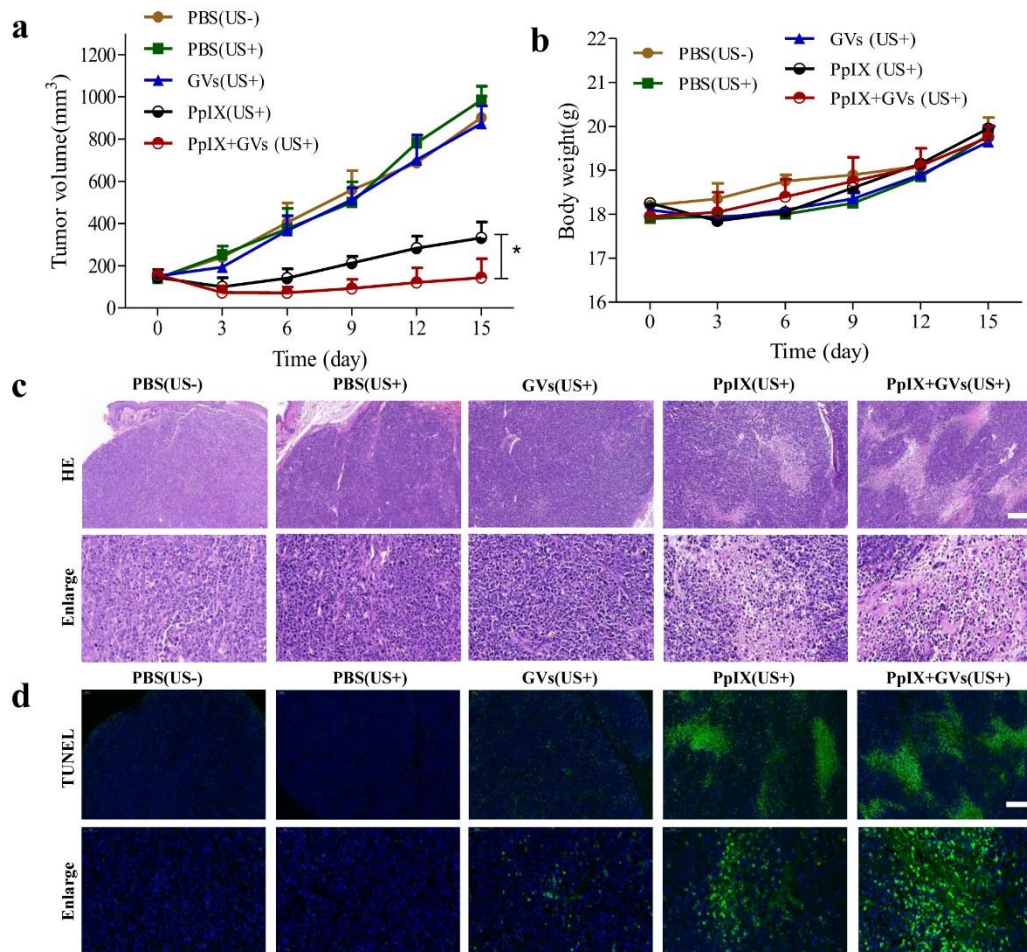 a
PBS(US-)
PBS(US+)
GVs(US+)
PpIX(US+)
PpIX+GVs (US+)
1200
1000
800
600
400
200
0
Tumor volume(mm3)
0 3 6 9 12 15
Time (day)
*
b
PBS(US-)
PBS(US+)
GVs (US+)
PpIX (US+)
PpIX+GVs (US+)
22
21
20
19
18
17
16
Body weight(g)
0 3 6 9 12 15
Time (day)
c
PBS(US-) PBS(US+) GVs(US+) PpIX(US+) PpIX+GVs(US+)
HE
Enlarge
d
PBS(US-) PBS(US+) GVs(US+) PpIX(US+) PpIX+GVs(US+)
TUNEL
Enlarge